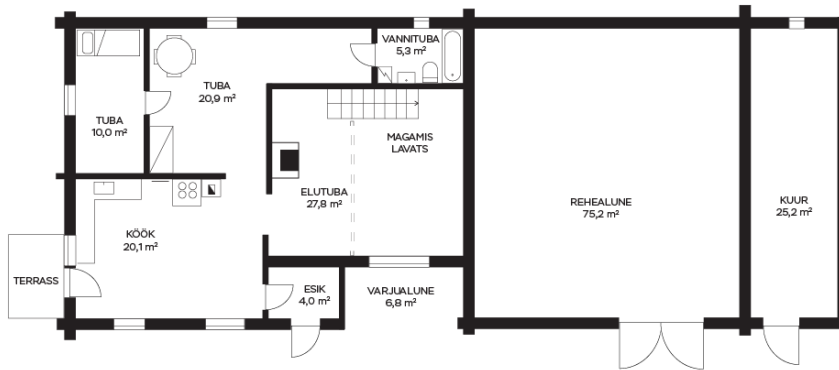 VANNITUBA
5,3 m²
TUBA
20,9 m²
TUBA
10,0 m²
MAGAMIS
LAVATS
ELUTUBA
27,8 m²
REHEALUNE
75,2 m²
KUUR
25,2 m²
KÖÖK
20,1 m²
TERRASS
ESIK
4,0 m²
VARJUALUNE
6,8 m²